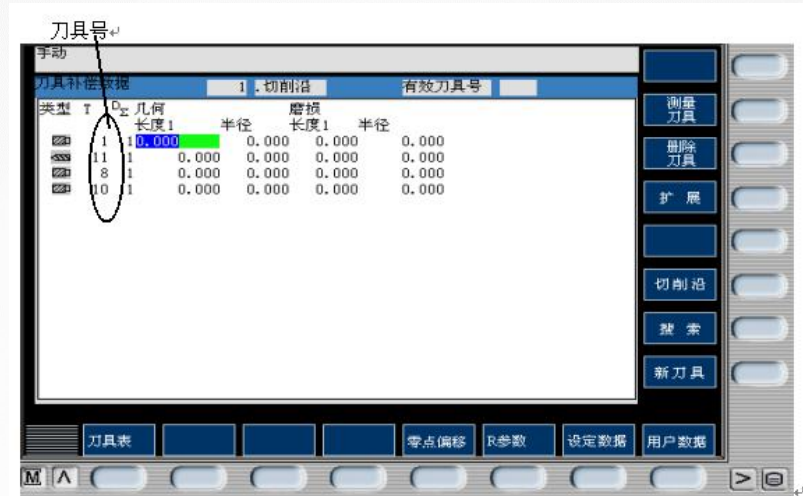 刀具号
手动
刀具补偿数据 1 .切削沿 有效刀具号
类型 T D∑ 几何 磨损
长度1 半径 长度1 半径
1 1 0.000 0.000 0.000 0.000
11 1 0.000 0.000 0.000 0.000
8 1 0.000 0.000 0.000 0.000
10 1 0.000 0.000 0.000 0.000
测量
刀具
删除
刀具
扩 展
切削沿
搜 索
新刀具
刀具表 零点偏移 R参数 设定数据 用户数据
M ∧ >